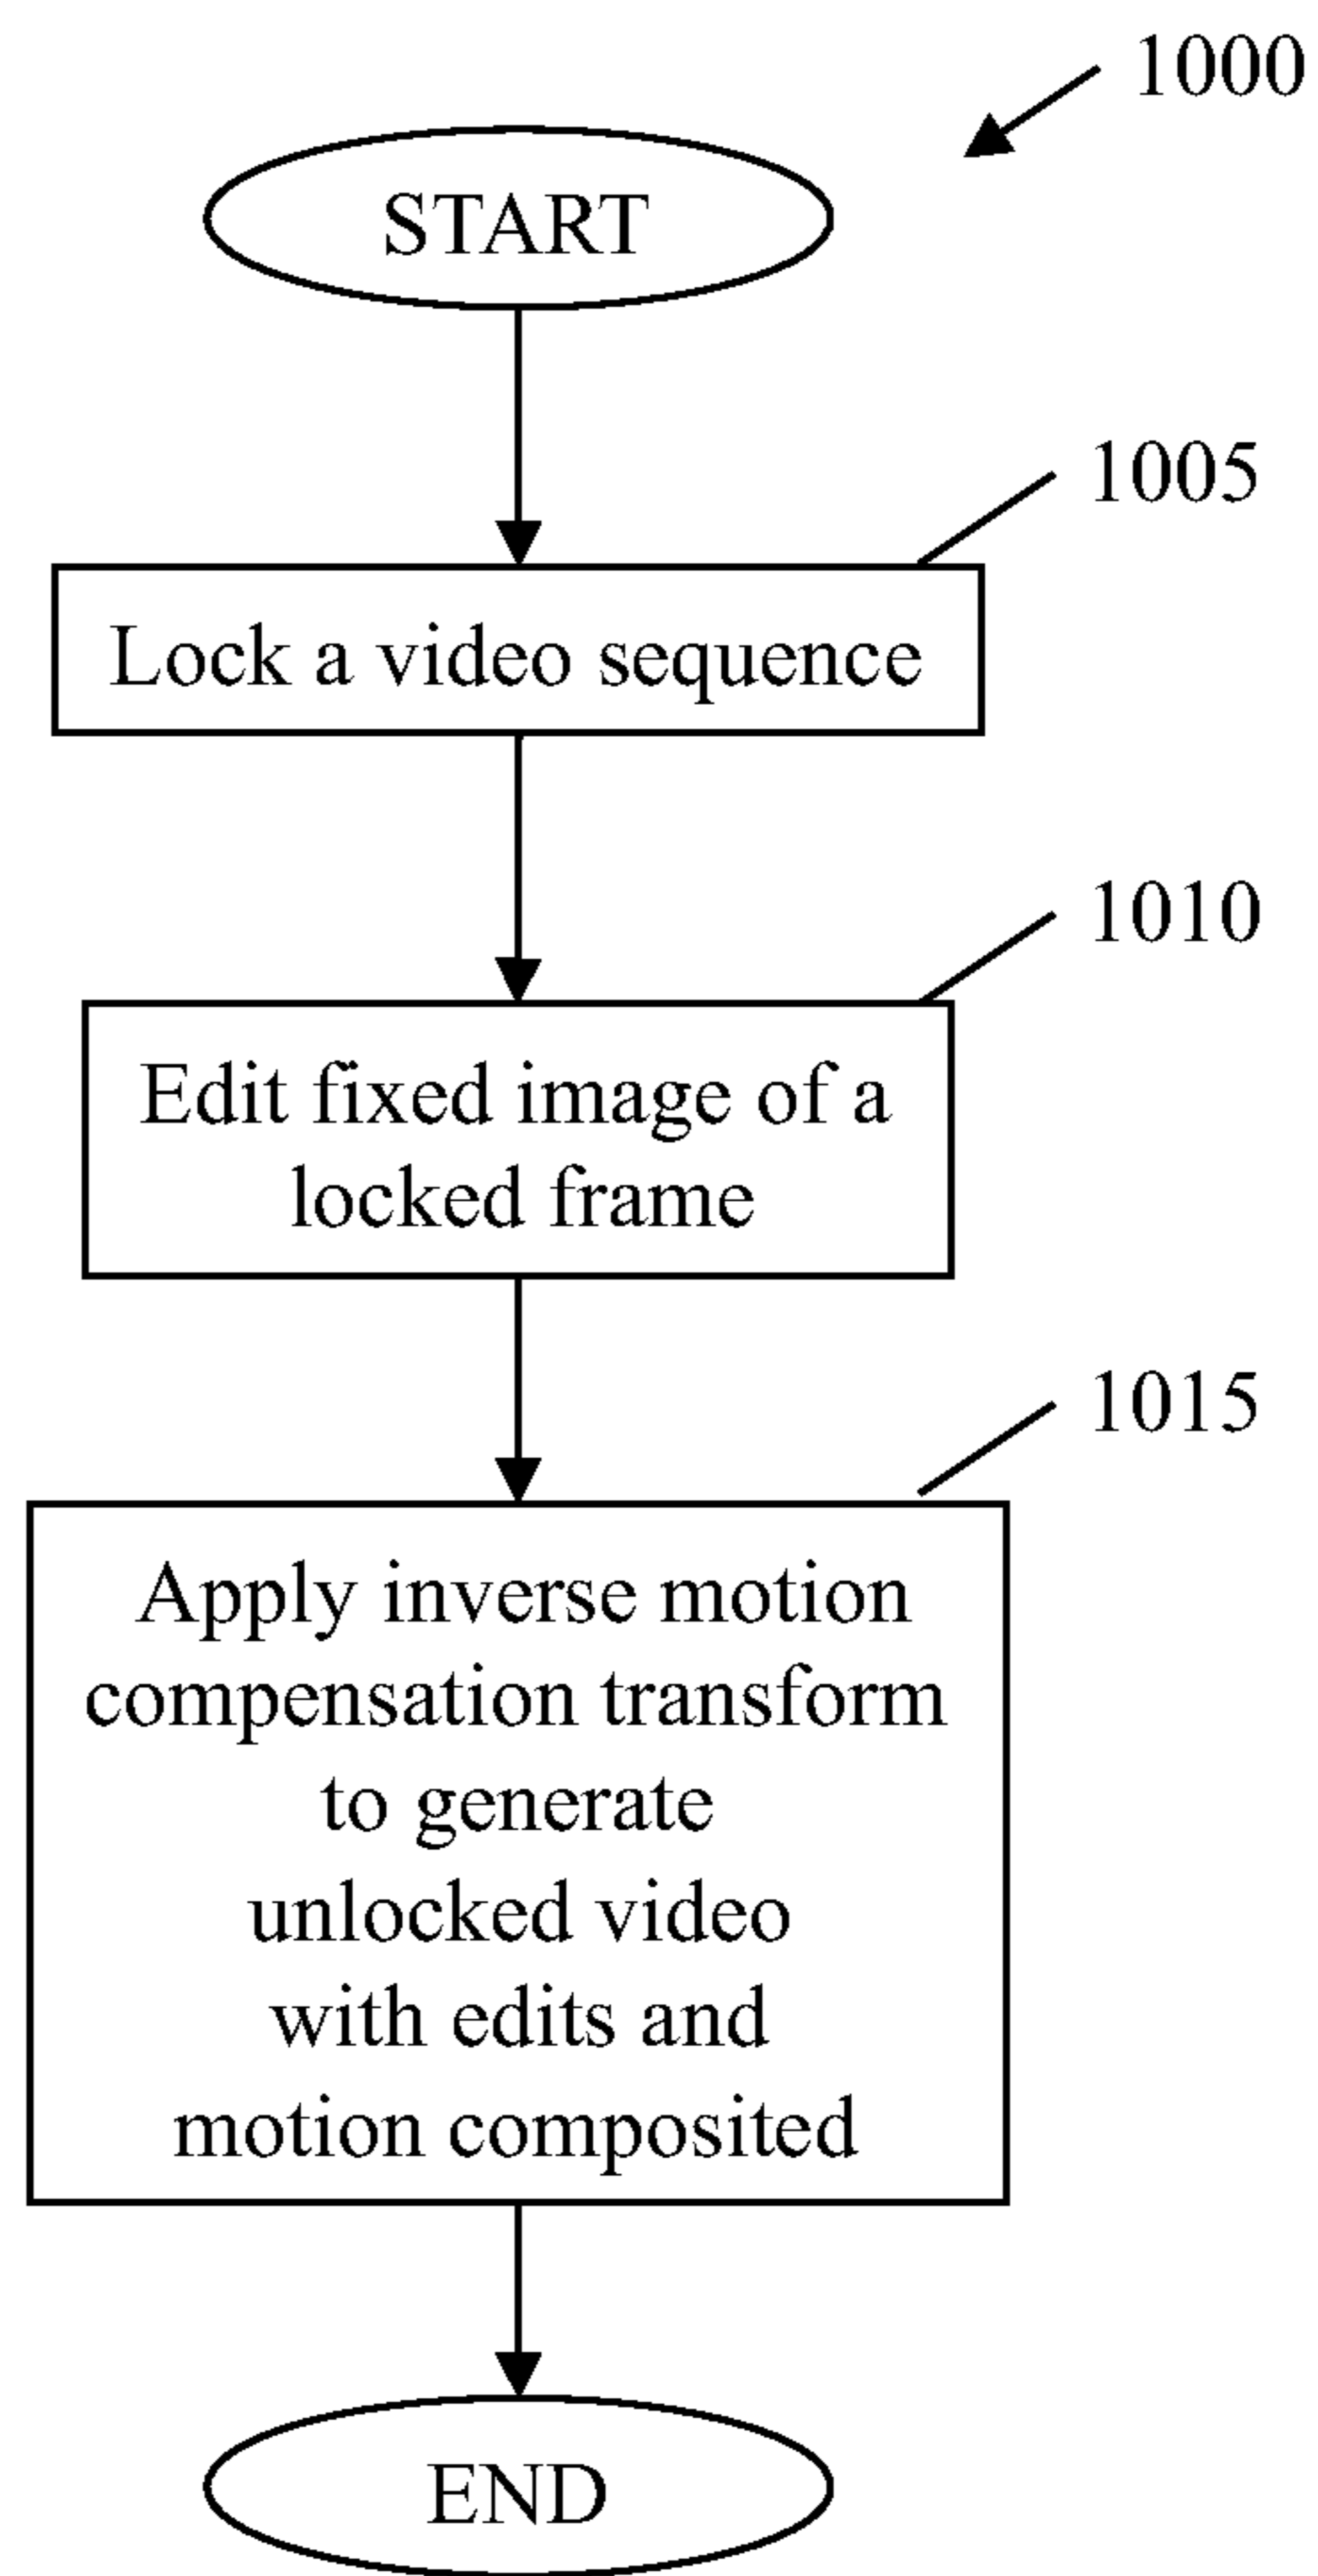 1000
START
1005
Lock a video sequence
1010
Edit fixed image of a
locked frame
1015
Apply inverse motion
compensation transform
to generate
unlocked video
with edits and
motion composited
END